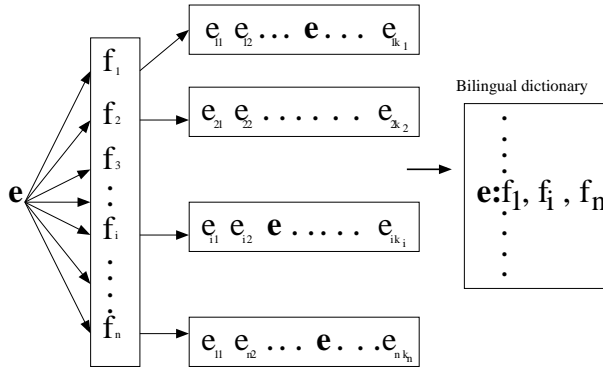 e
f1
f2
f3
.
fi
. . . .
fn
e11 e12 ... e ... e1k1
e21 e22 ...... e2k2
ei1 ei2 e ..... eiki
e11 en2 ... e ... enkn
Bilingual dictionary
e:f1, fi , fn